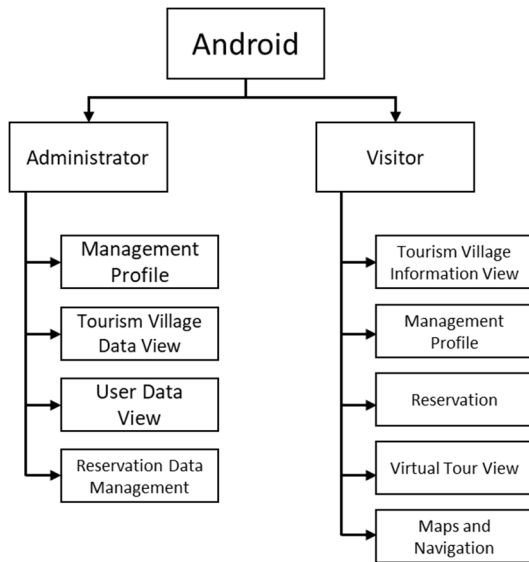 Android
Administrator
Management
Profile
Tourism Village
Data View
User Data
View
Reservation Data
Management
Visitor
Tourism Village
Information View
Management
Profile
Reservation
Virtual Tour View
Maps and
Navigation